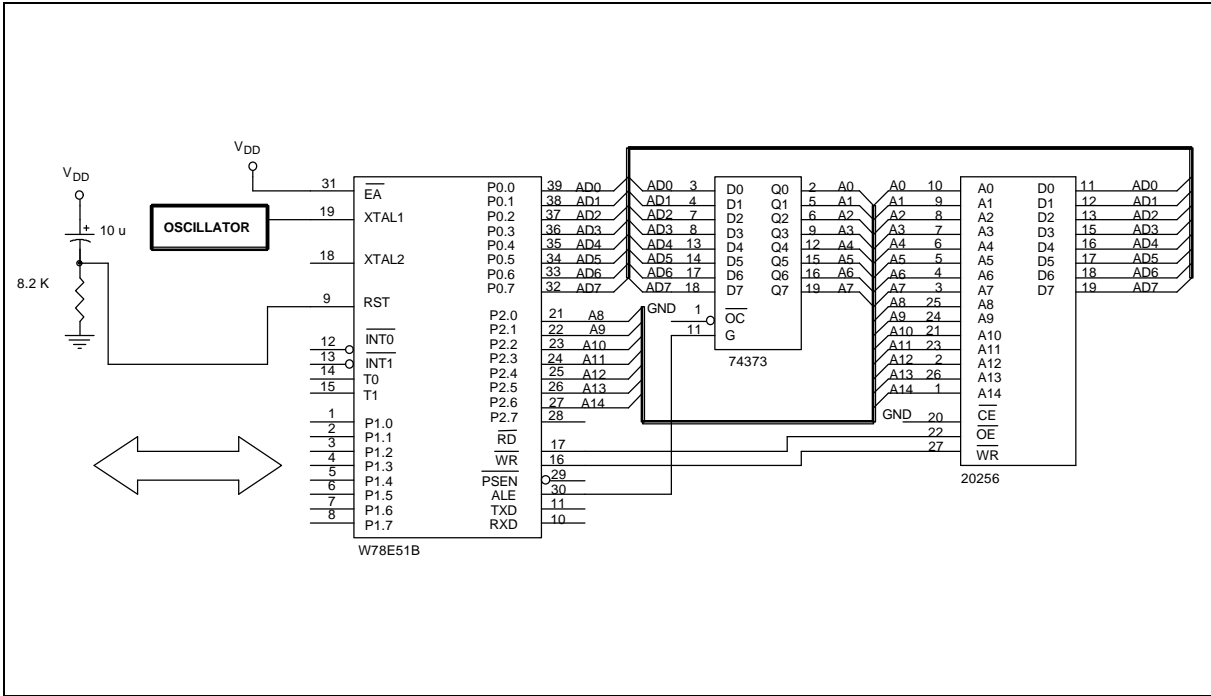 VDD
VDD
10 u
8.2 K
OSCILLATOR
31 EA
19 XTAL1
18 XTAL2
9 RST
12 INT0
13 INT1
14 T0
15 T1
1 P1.0
2 P1.1
3 P1.2
4 P1.3
5 P1.4
6 P1.5
7 P1.6
8 P1.7
P0.0 39 AD0
P0.1 38 AD1
P0.2 37 AD2
P0.3 36 AD3
P0.4 35 AD4
P0.5 34 AD5
P0.6 33 AD6
P0.7 32 AD7
P2.0 21 A8
P2.1 22 A9
P2.2 23 A10
P2.3 24 A11
P2.4 25 A12
P2.5 26 A13
P2.6 27 A14
P2.7 28
RD 17
WR 16
PSEN 29
ALE 30
TXD 11
RXD 10
W78E51B
AD0 3 D0 Q0 2 A0
AD1 4 D1 Q1 5 A1
AD2 7 D2 Q2 6 A2
AD3 8 D3 Q3 9 A3
AD4 13 D4 Q4 12 A4
AD5 14 D5 Q5 15 A5
AD6 17 D6 Q6 16 A6
AD7 18 D7 Q7 19 A7
GND 1 OC
11 G
74373
A0 10 A0 D0 11 AD0
A1 9 A1 D1 12 AD1
A2 8 A2 D2 13 AD2
A3 7 A3 D3 15 AD3
A4 6 A4 D4 16 AD4
A5 5 A5 D5 17 AD5
A6 4 A6 D6 18 AD6
A7 3 A7 D7 19 AD7
A8 25 A8
A9 24 A9
A10 21 A10
A11 23 A11
A12 2 A12
A13 26 A13
A14 1 A14
GND 20 CE
22 OE
27 WR
20256